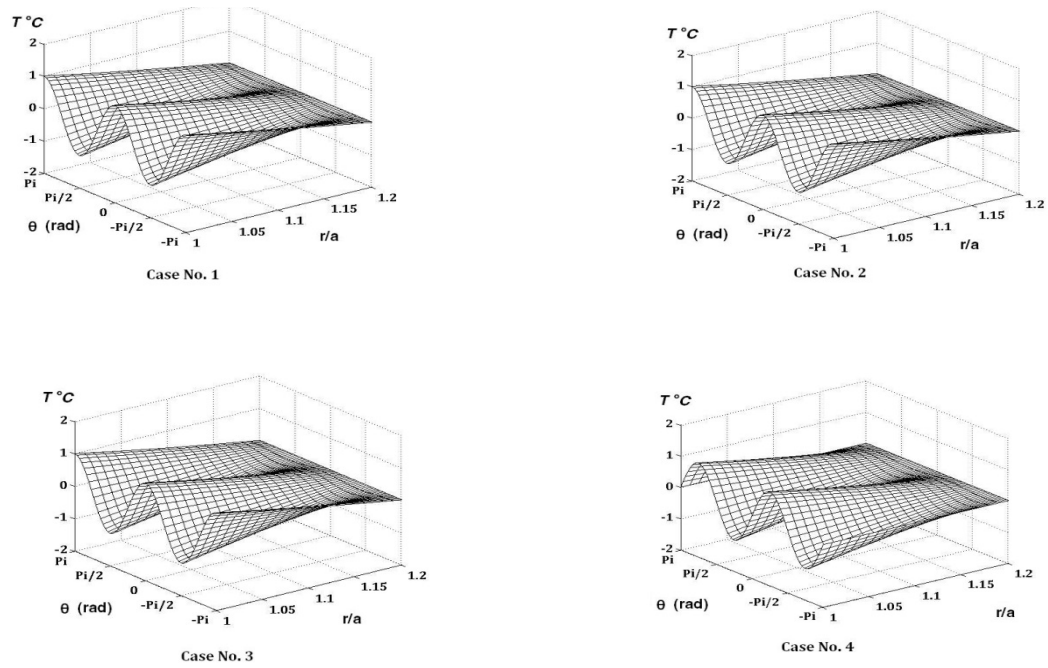 T °C
2
1
0
-1
-2
Pi
Pi/2
0
-Pi/2
-Pi
θ (rad)
1
1.05
1.1
1.15
1.2
r/a
Case No. 1
T °C
2
1
0
-1
-2
Pi
Pi/2
0
-Pi/2
-Pi
θ (rad)
1
1.05
1.1
1.15
1.2
r/a
Case No. 2
T °C
2
1
0
-1
-2
Pi
Pi/2
0
-Pi/2
-Pi
θ (rad)
1
1.05
1.1
1.15
1.2
r/a
Case No. 3
T °C
2
1
0
-1
-2
Pi
Pi/2
0
-Pi/2
-Pi
θ (rad)
1
1.05
1.1
1.15
1.2
r/a
Case No. 4